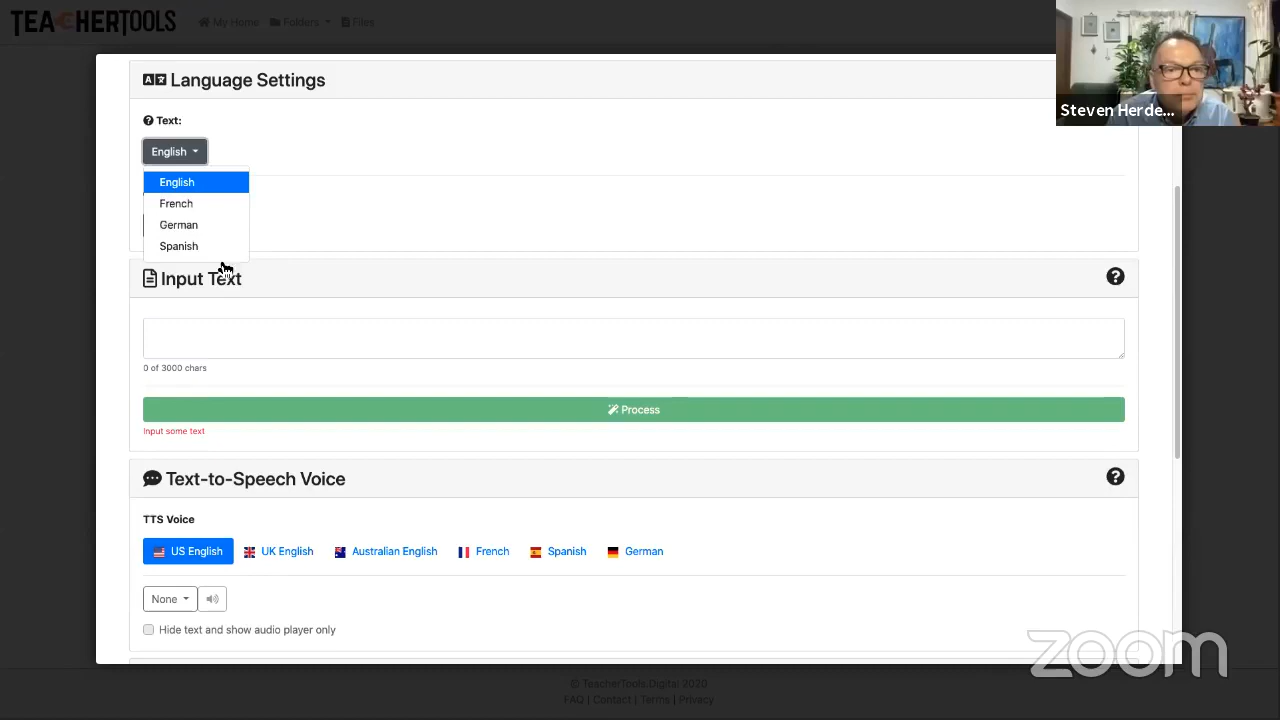 TEACHERTOOLS My Home Folders Files
Steven Herde...
Language Settings
Text:
English
English
French
German
Spanish
Input Text
0 of 3000 chars
Process
Input some text
Text-to-Speech Voice
TTS Voice
US English UK English Australian English French Spanish German
None
Hide text and show audio player only
zoom
© TeacherTools.Digital 2020
FAQ | Contact | Terms | Privacy